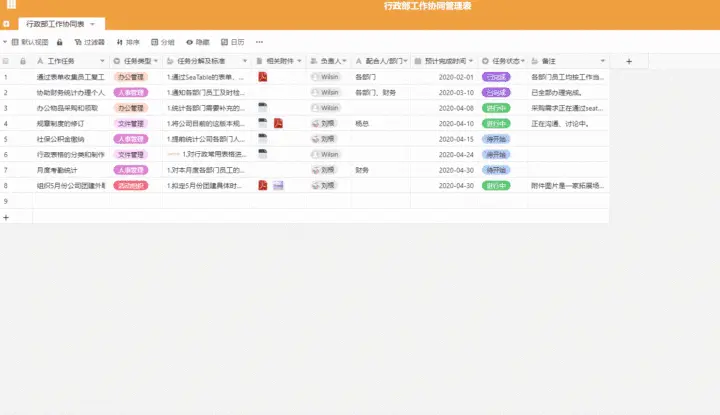 行政部工作协同管理表
行政部工作协同表
默认视图 过滤器 排序 分组 隐藏 日历 ...
工作任务 任务类型 任务分解及标准 相关附件 负责人 配合人/部门 预计完成时间 任务状态 备注
1 通过表单收集员工复工 办公管理 1.通过SeaTable的表单、... Wilson 各部门 2020-02-01 已完成 各部门员工均按工作当...
2 协助财务统计办理个人 人事管理 1.通知各部门员工及时检... Wilson 各部门、财务 2020-03-10 已完成 已全部办理完成。
3 办公物品采购和领取 办公管理 1.统计各部门需要补充的... Wilson 2020-04-08 进行中 采购需求正在通过seat...
4 规章制度的修订 文件管理 1.将公司目前的旧版本规... 刘根 杨总 2020-04-10 进行中 正在沟通、讨论中。
5 社保公积金缴纳 人事管理 1.提前统计公司各部门人... 刘根 2020-04-15 待开始
6 行政表格的分类和制作 文件管理 1.对行政常用表格进... Wilson 2020-04-24 待开始
7 月度考勤统计 人事管理 1.对本月度各部门员工的... 刘根 财务 2020-04-30 待开始
8 组织5月份公司团建外勤 活动组织 1.拟定5月份团建具体时... 刘根 2020-04-30 进行中 附件图片是一家拓展场...
9